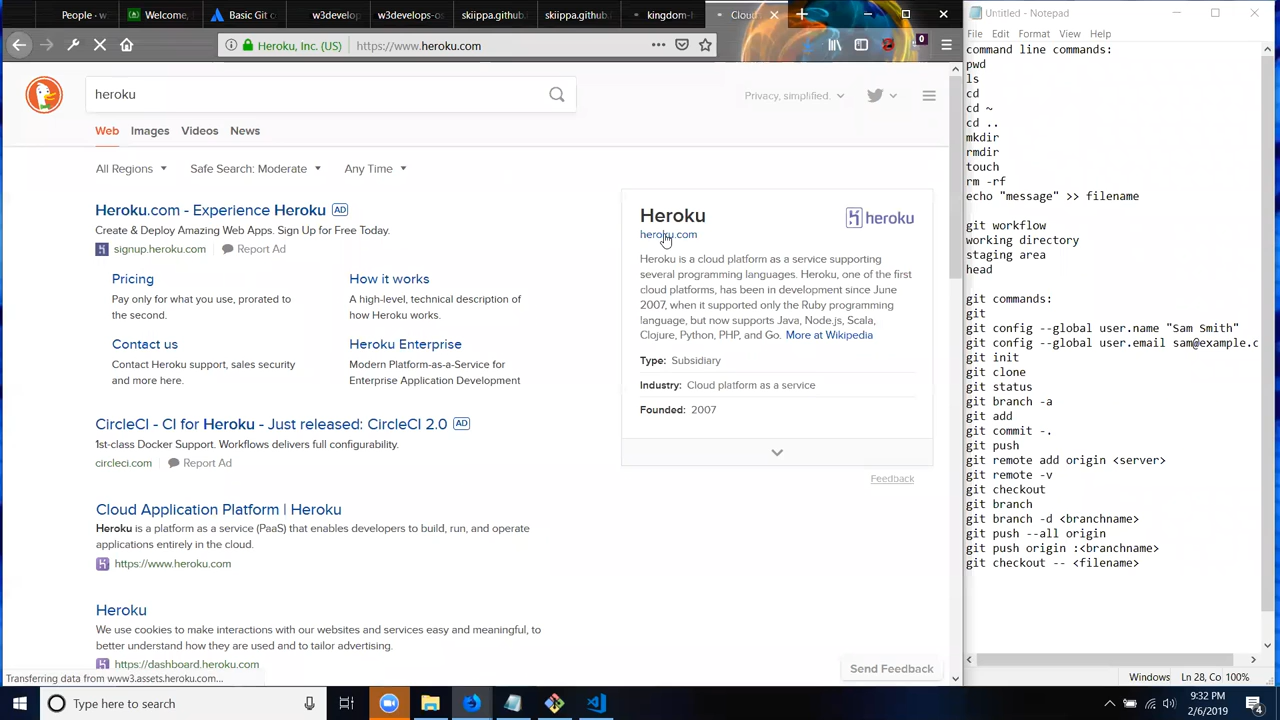 Welcome,
Basic Git c
w3develop
w3develops-os
skiippa.github.
skiippa.github.
kingdom-h
Cloud
Untitled - Notepad
Heroku, Inc. (US)
https://www.heroku.com
0
File Edit Format View Help
heroku
Privacy, simplified.
Web Images Videos News
All Regions
Safe Search: Moderate
Any Time
Heroku.com - Experience Heroku AD
Create & Deploy Amazing Web Apps. Sign Up for Free Today.
signup.heroku.com Report Ad
Pricing
Pay only for what you use, prorated to
the second.
How it works
A high-level, technical description of
how Heroku works.
Contact us
Contact Heroku support, sales security
and more here.
Heroku Enterprise
Modern Platform-as-a-Service for
Enterprise Application Development
CircleCI - CI for Heroku - Just released: CircleCI 2.0 AD
1st-class Docker Support. Workflows delivers full configurability.
circleci.com Report Ad
Cloud Application Platform | Heroku
Heroku is a platform as a service (PaaS) that enables developers to build, run, and operate
applications entirely in the cloud.
https://www.heroku.com
Heroku
We use cookies to make interactions with our websites and services easy and meaningful, to
better understand how they are used and to tailor advertising.
https://dashboard.heroku.com
Transferring data from www3.assets.heroku.com...
Heroku
heroku.com
heroku
Heroku is a cloud platform as a service supporting
several programming languages. Heroku, one of the first
cloud platforms, has been in development since June
2007, when it supported only the Ruby programming
language, but now supports Java, Node.js, Scala,
Clojure, Python, PHP, and Go. More at Wikipedia
Type: Subsidiary
Industry: Cloud platform as a service
Founded: 2007
Feedback
Send Feedback
command line commands:
pwd
ls
cd
cd ~
cd ..
mkdir
rmdir
touch
rm -rf
echo "message" >> filename
git workflow
working directory
staging area
head
git commands:
git
git config --global user.name "Sam Smith"
git config --global user.email sam@example.c
git init
git clone
git status
git branch -a
git add
git commit -.
git push
git remote add origin <server>
git remote -v
git checkout
git branch
git branch -d <branchname>
git push --all origin
git push origin :<branchname>
git checkout -- <filename>
Windows
Ln 28, Co
100%
Type here to search
9:32 PM
2/6/2019
4